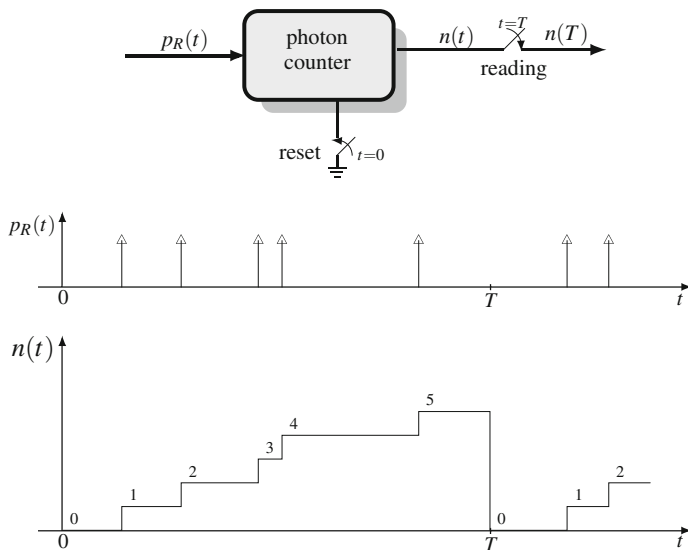 p_R(t)
photon
counter
n(t)
t=T
n(T)
reading
reset
t=0
p_R(t)
0
T
t
n(t)
0
1
2
3
4
5
0
1
2
0
T
t